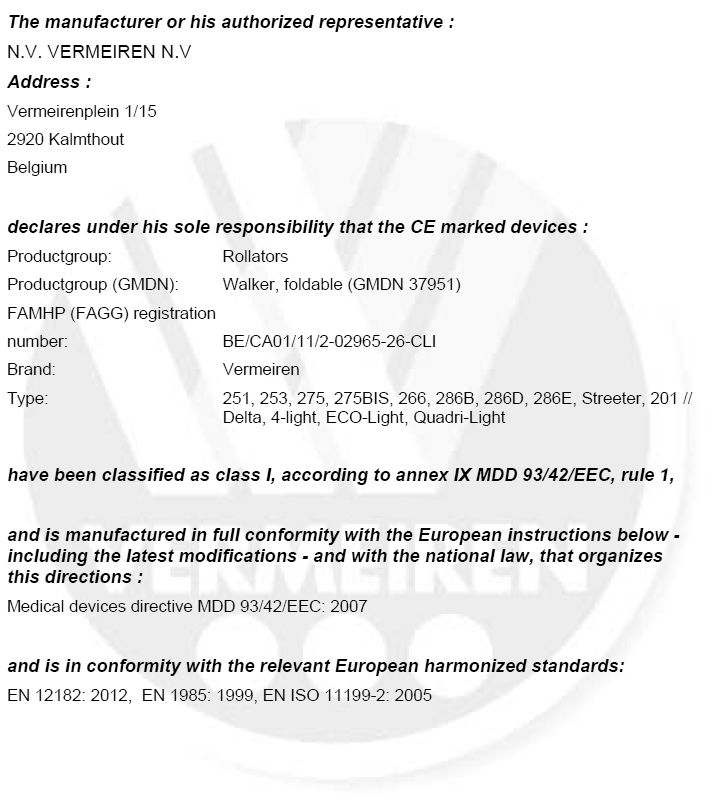 The manufacturer or his authorized representative :
N.V. VERMEIREN N.V
Address :
Vermeirenplein 1/15
2920 Kalmthout
Belgium
declares under his sole responsibility that the CE marked devices :
Productgroup: Rollators
Productgroup (GMDN): Walker, foldable (GMDN 37951)
FAMHP (FAGG) registration
number: BE/CA01/11/2-02965-26-CLI
Brand: Vermeiren
Type: 251, 253, 275, 275BIS, 266, 286B, 286D, 286E, Streeter, 201 //
Delta, 4-light, ECO-Light, Quadri-Light
have been classified as class I, according to annex IX MDD 93/42/EEC, rule 1,
and is manufactured in full conformity with the European instructions below -
including the latest modifications - and with the national law, that organizes
this directions :
VERMEIREN
Medical devices directive MDD 93/42/EEC: 2007
and is in conformity with the relevant European harmonized standards:
EN 12182: 2012,  EN 1985: 1999, EN ISO 11199-2: 2005